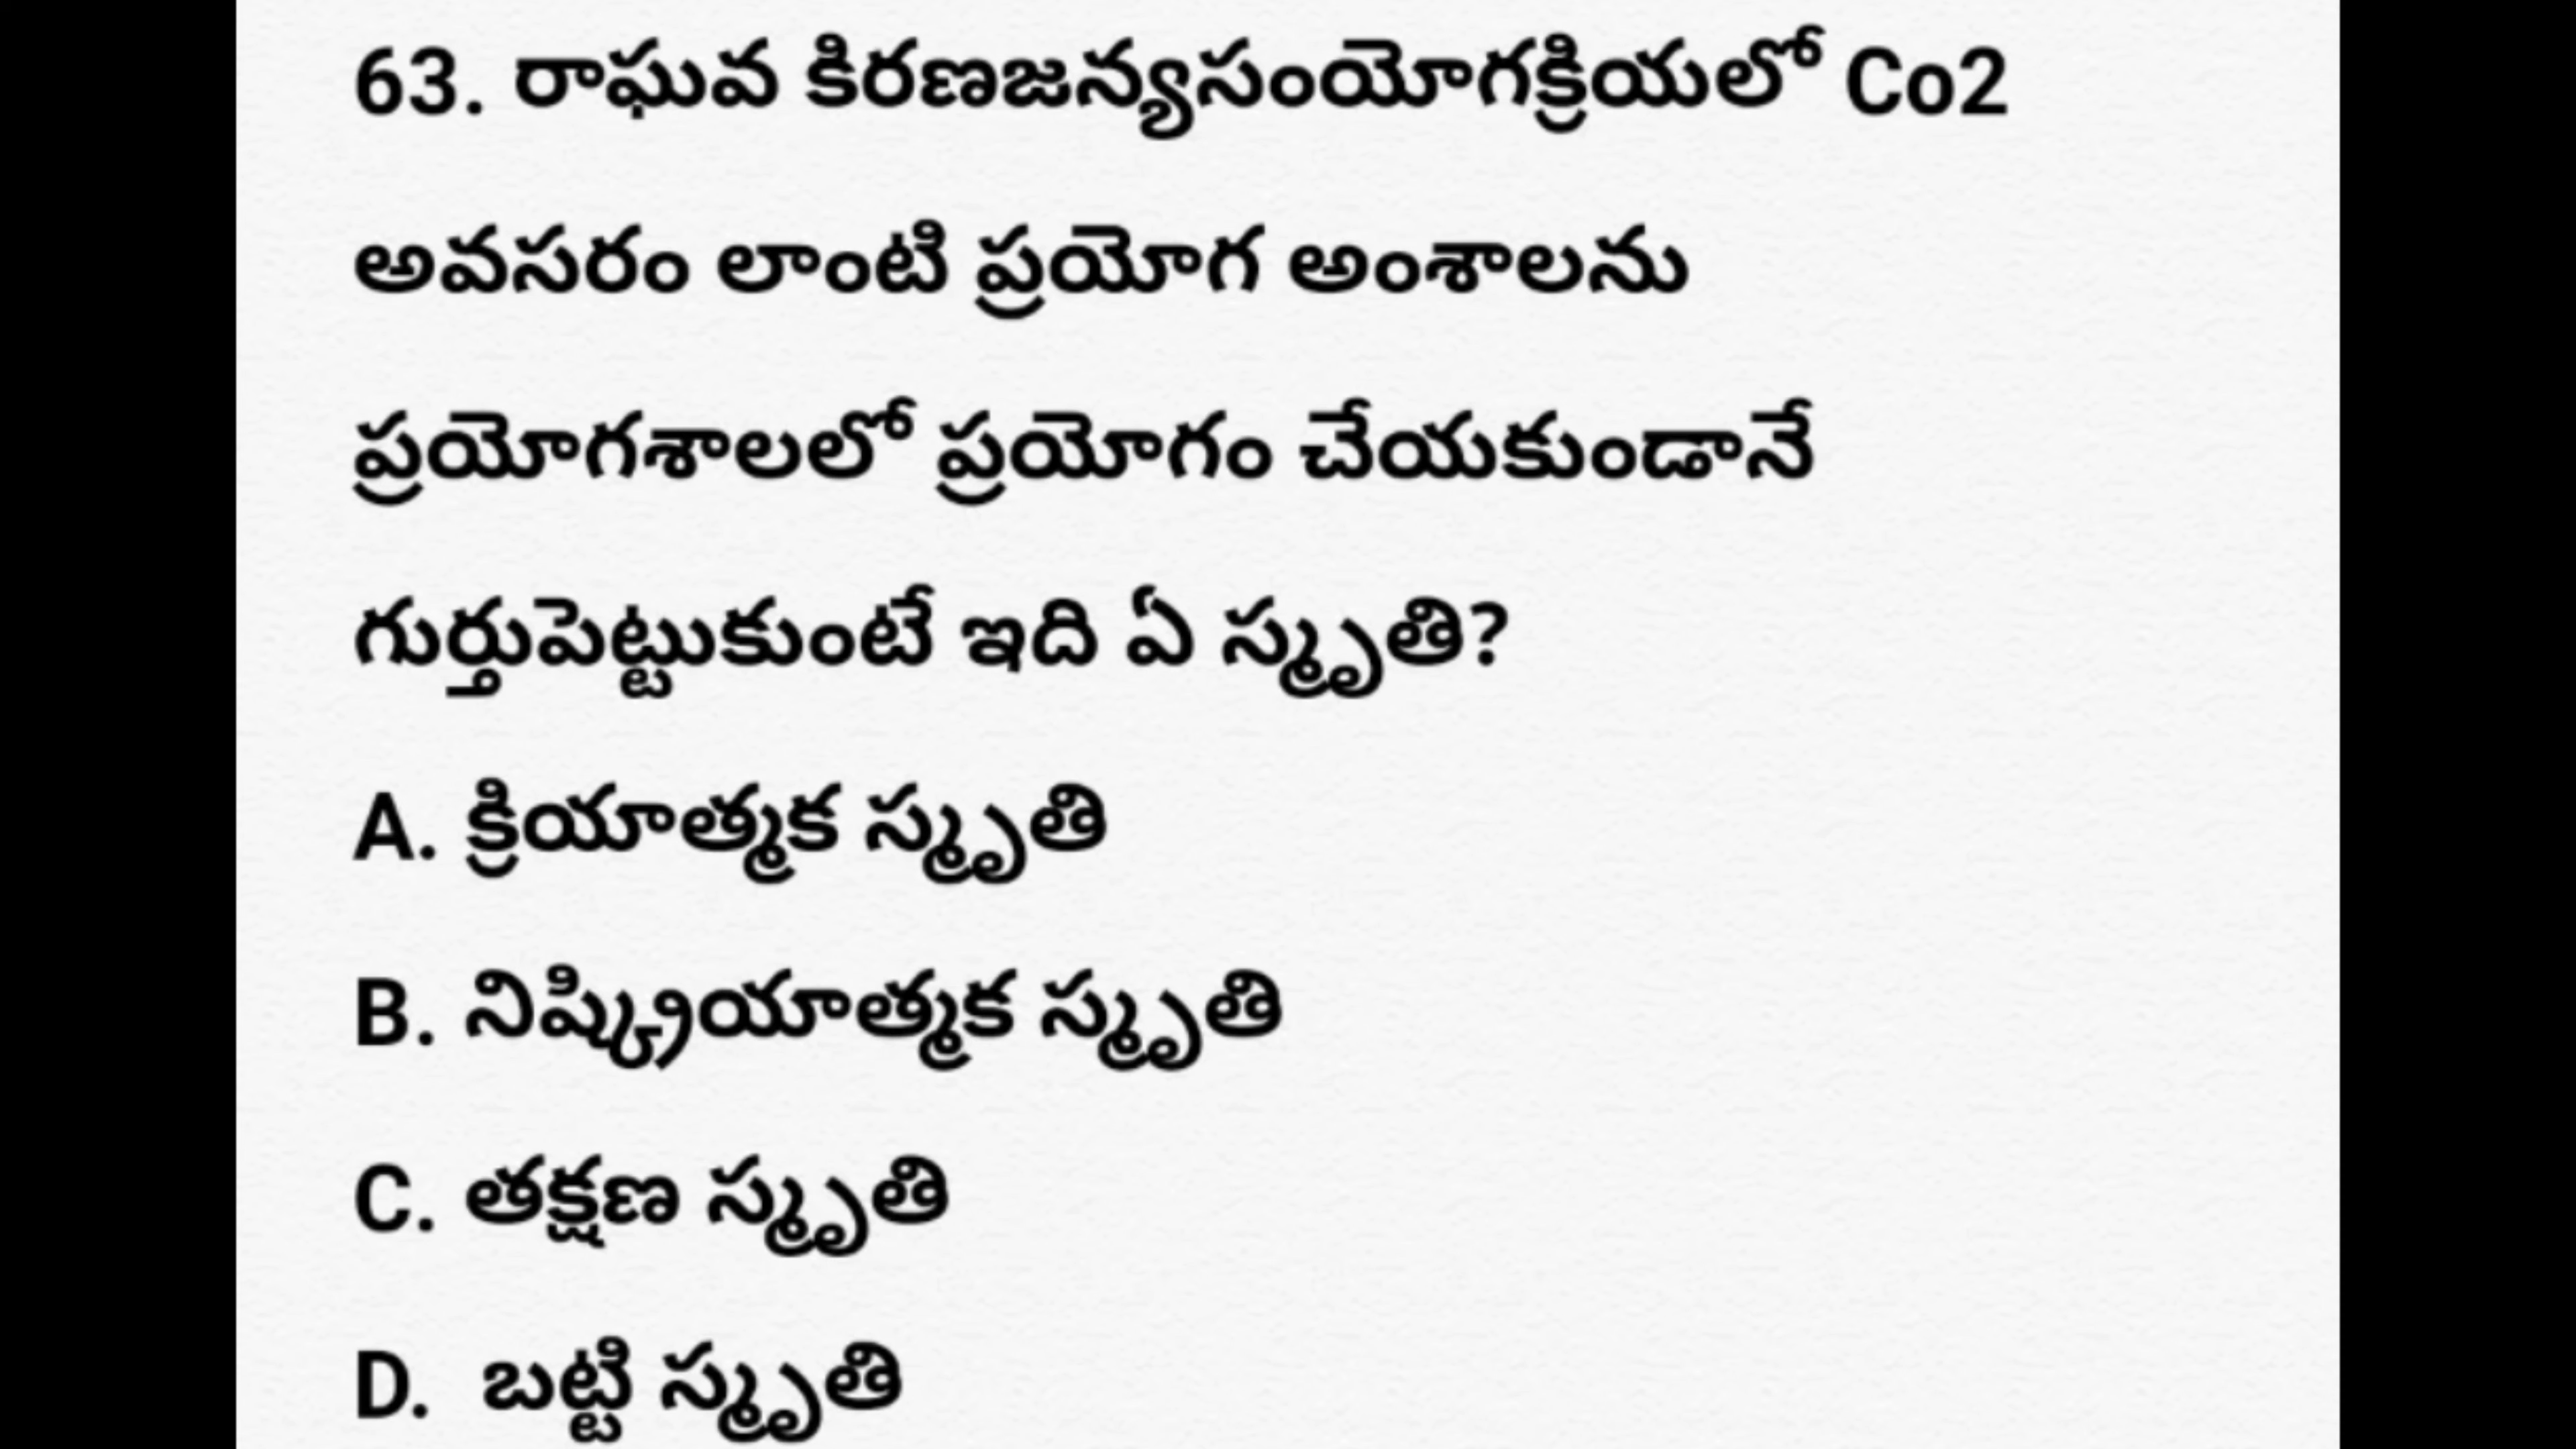 63. రాఘవ కిరణజన్యసంయోగక్రియలో Co2
అవసరం లాంటి ప్రయోగ అంశాలను
ప్రయోగశాలలో ప్రయోగం చేయకుండానే
గుర్తుపెట్టుకుంటే ఇది ఏ స్మృతి?
A. క్రియాత్మక స్మృతి
B. నిష్క్రియాత్మక స్మృతి
C. తక్షణ స్మృతి
D. బట్టి స్మృతి